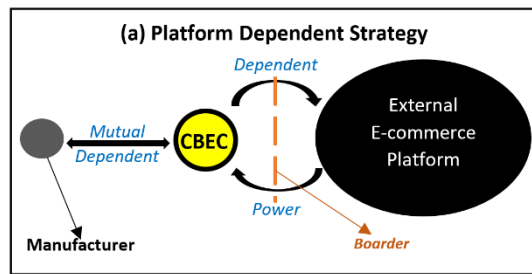 (a) Platform Dependent Strategy
Dependent
External
E-commerce
Platform
Mutual
Dependent
CBEC
Power
Manufacturer
Boarder